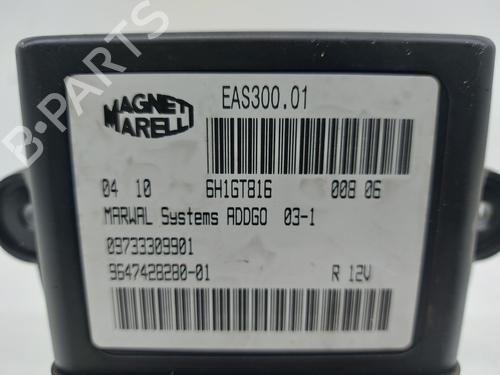 MAGNETI MARELLI
EAS300.01
04 10 6H1GT816 008 06
MARWAL Systems ADDGO 03-1
09733309901
9647428280-01 R 12V
B-PARTS